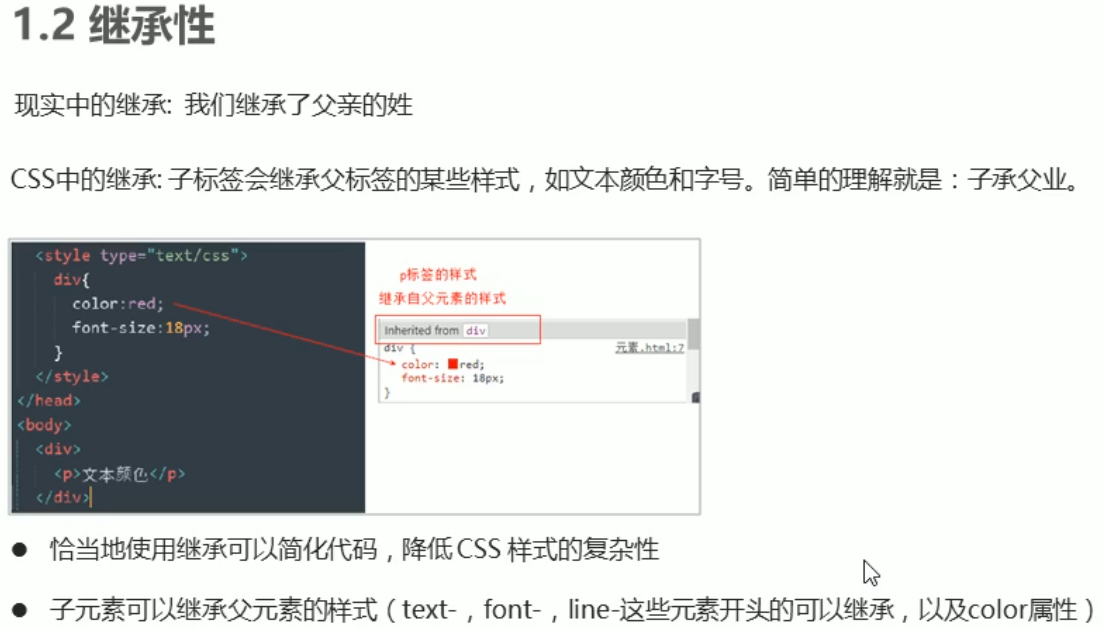 1.2 继承性
现实中的继承: 我们继承了父亲的姓
CSS中的继承: 子标签会继承父标签的某些样式，如文本颜色和字号。简单的理解就是：子承父业。
<style type="text/css">
div{
color:red;
font-size:18px;
}
</style>
</head>
<body>
<div>
<p>文本颜色</p>
</div>
p标签的样式
继承自父元素的样式
Inherited from div
div {
元素.html:7
color: red;
font-size: 18px;
}
● 恰当地使用继承可以简化代码，降低 CSS 样式的复杂性
● 子元素可以继承父元素的样式（text-，font-，line-这些元素开头的可以继承，以及color属性）